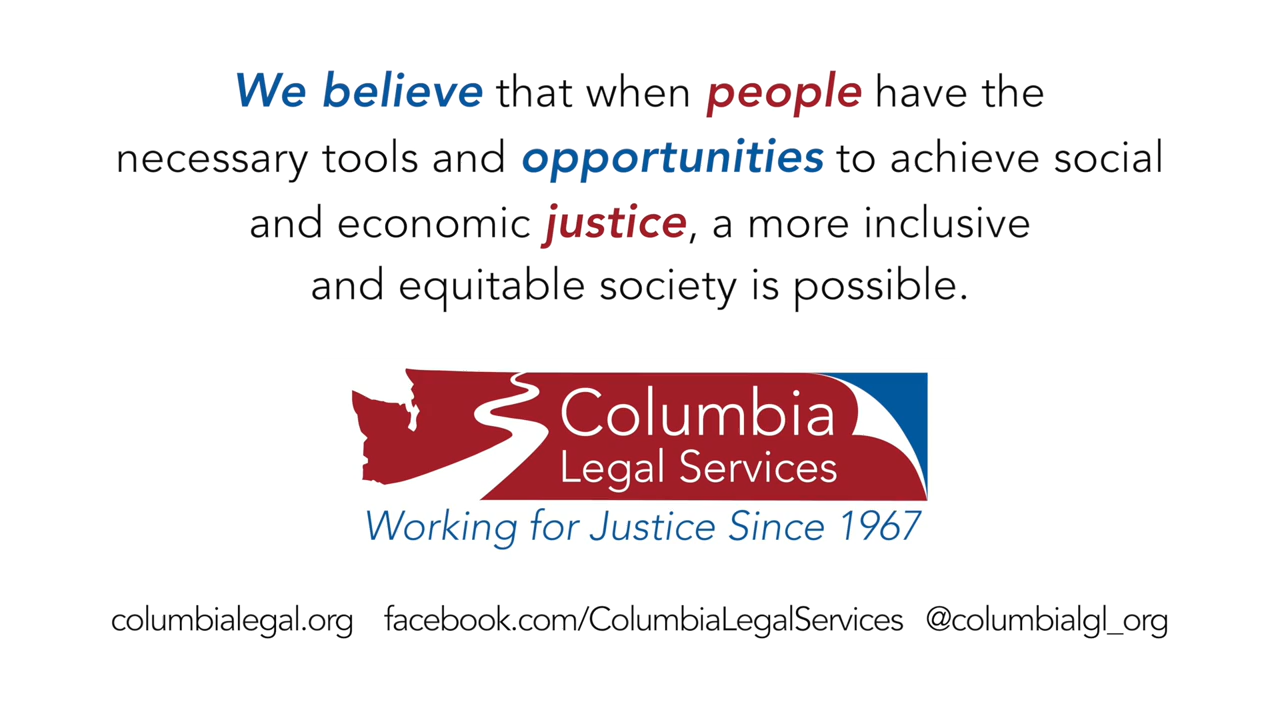 We believe that when people have the
necessary tools and opportunities to achieve social
and economic justice, a more inclusive
and equitable society is possible.
Columbia
Legal Services
Working for Justice Since 1967
columbialegal.org facebook.com/ColumbiaLegalServices @columbialgl_org